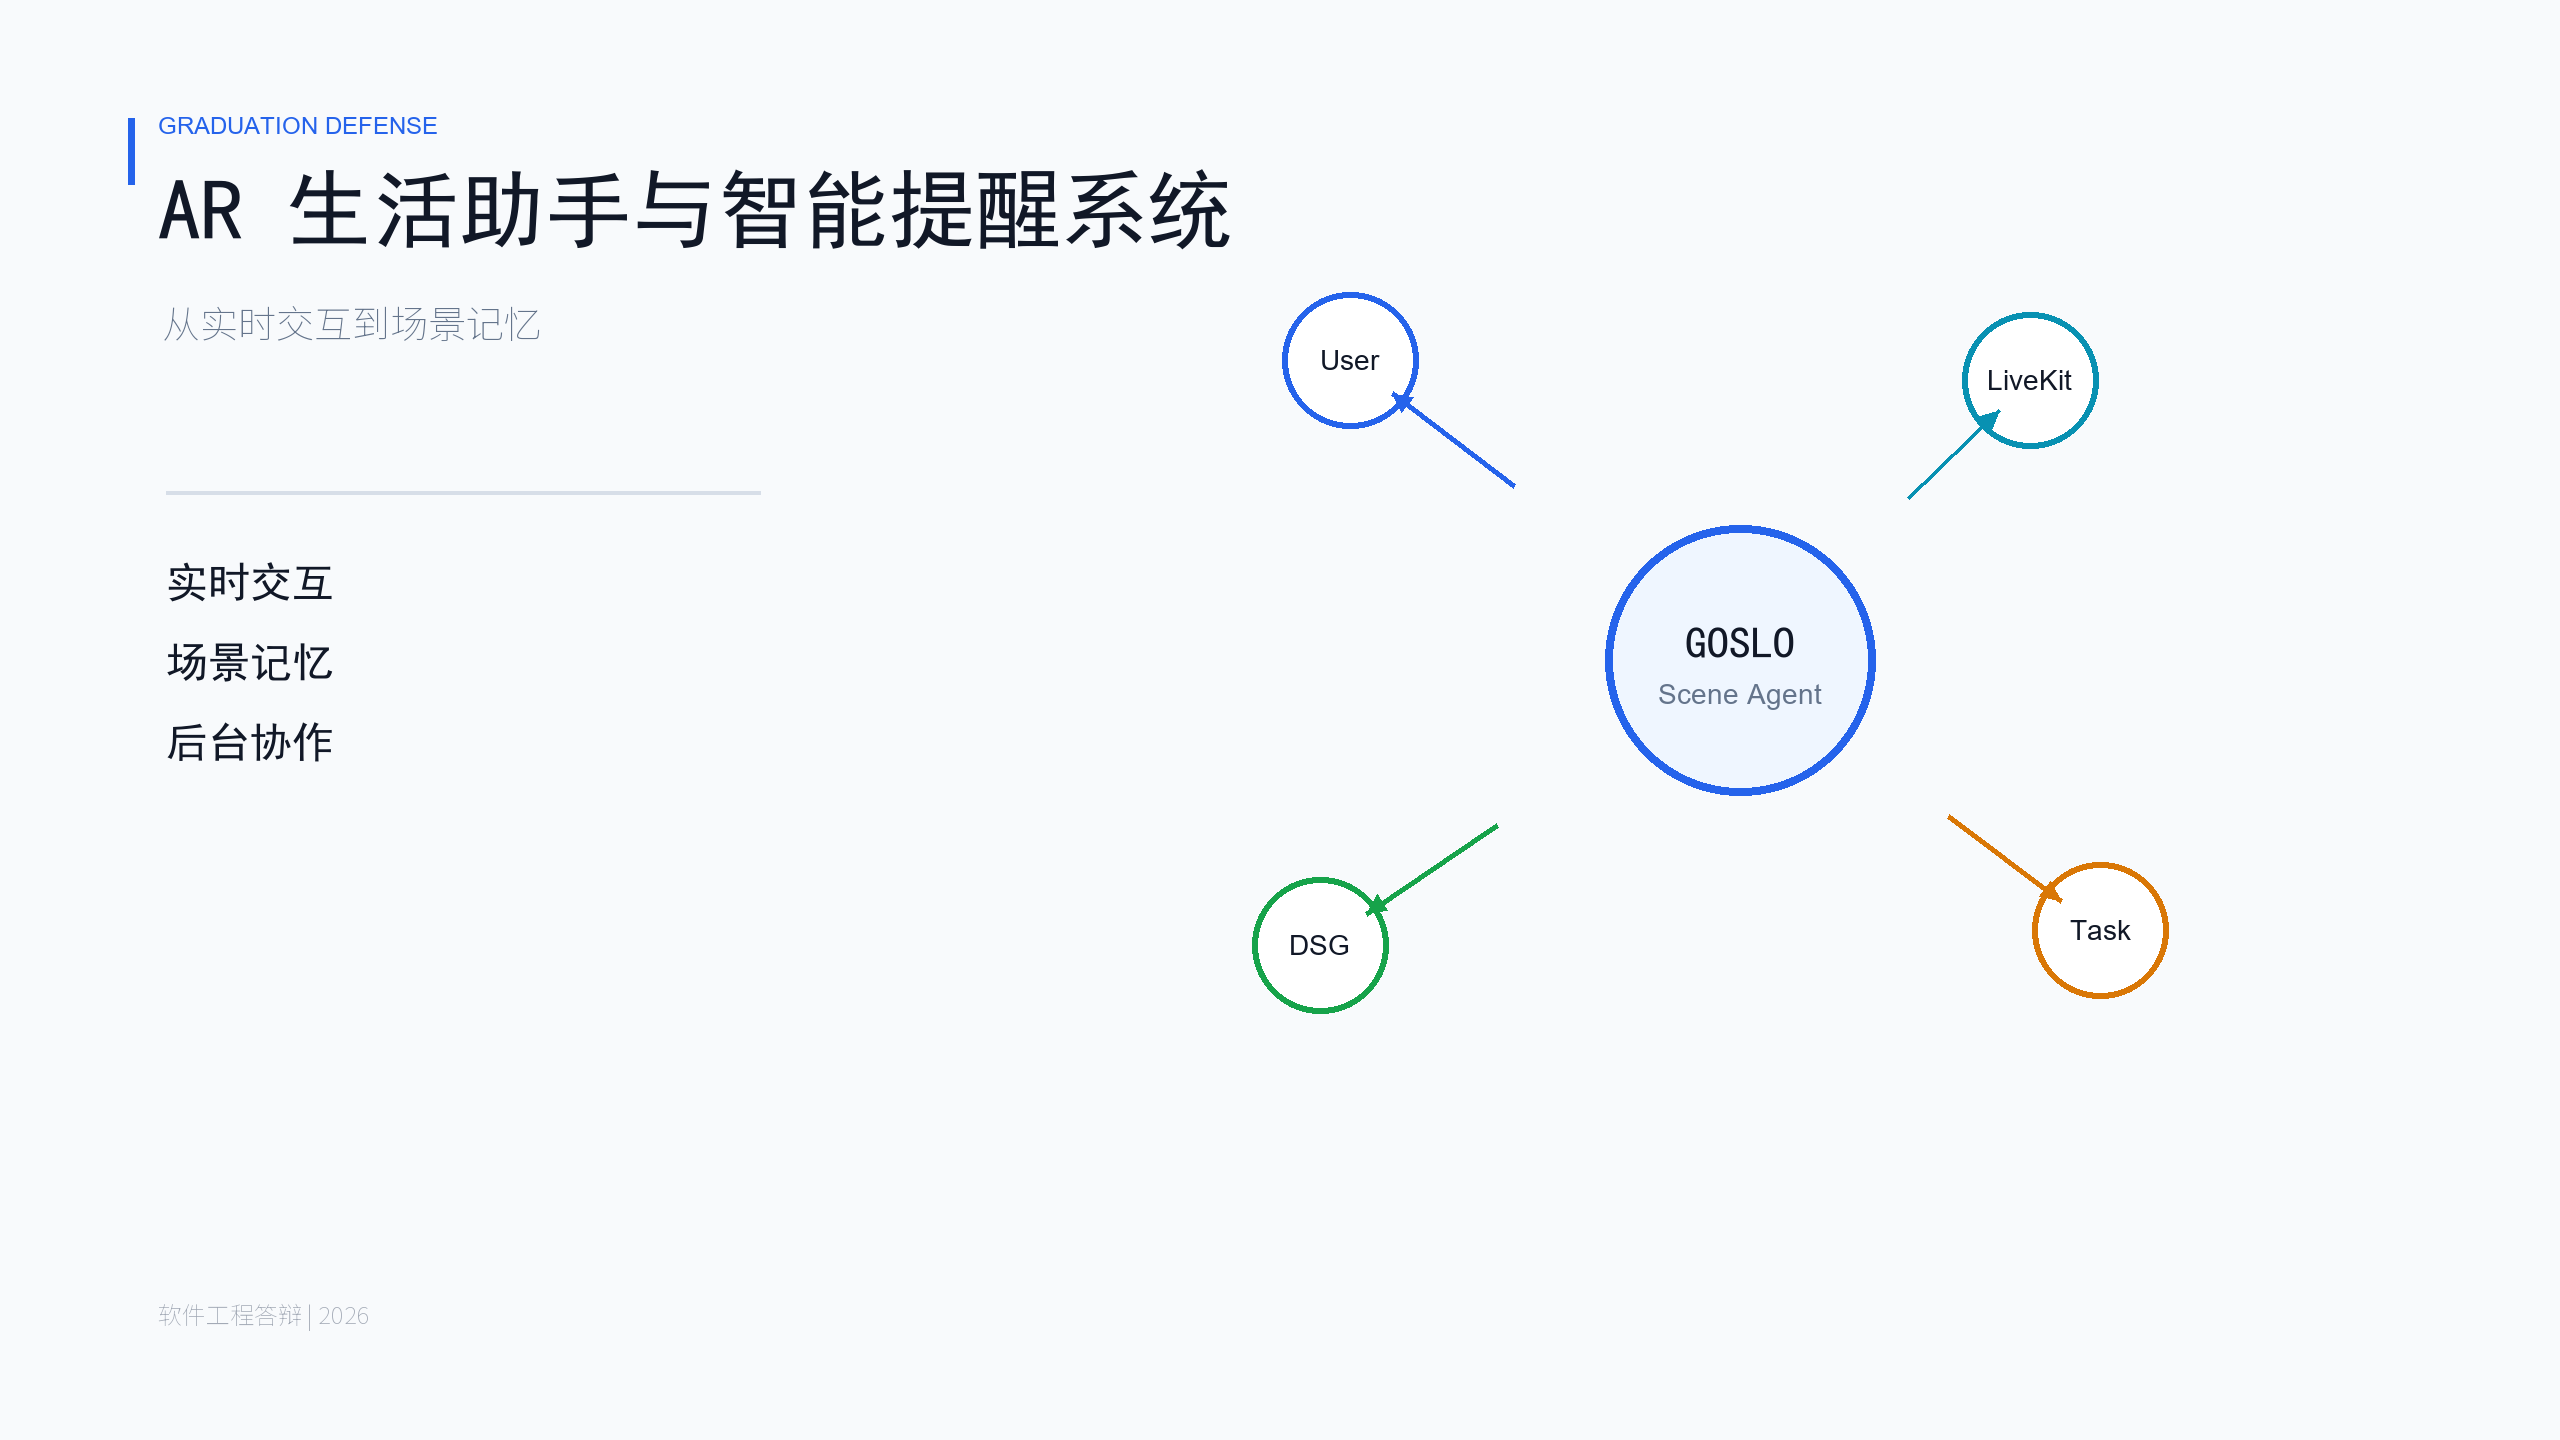 GRADUATION DEFENSE
AR 生活助手与智能提醒系统
从实时交互到场景记忆
实时交互
场景记忆
后台协作
User
LiveKit
GOSLO
Scene Agent
DSG
Task
软件工程答辩 | 2026